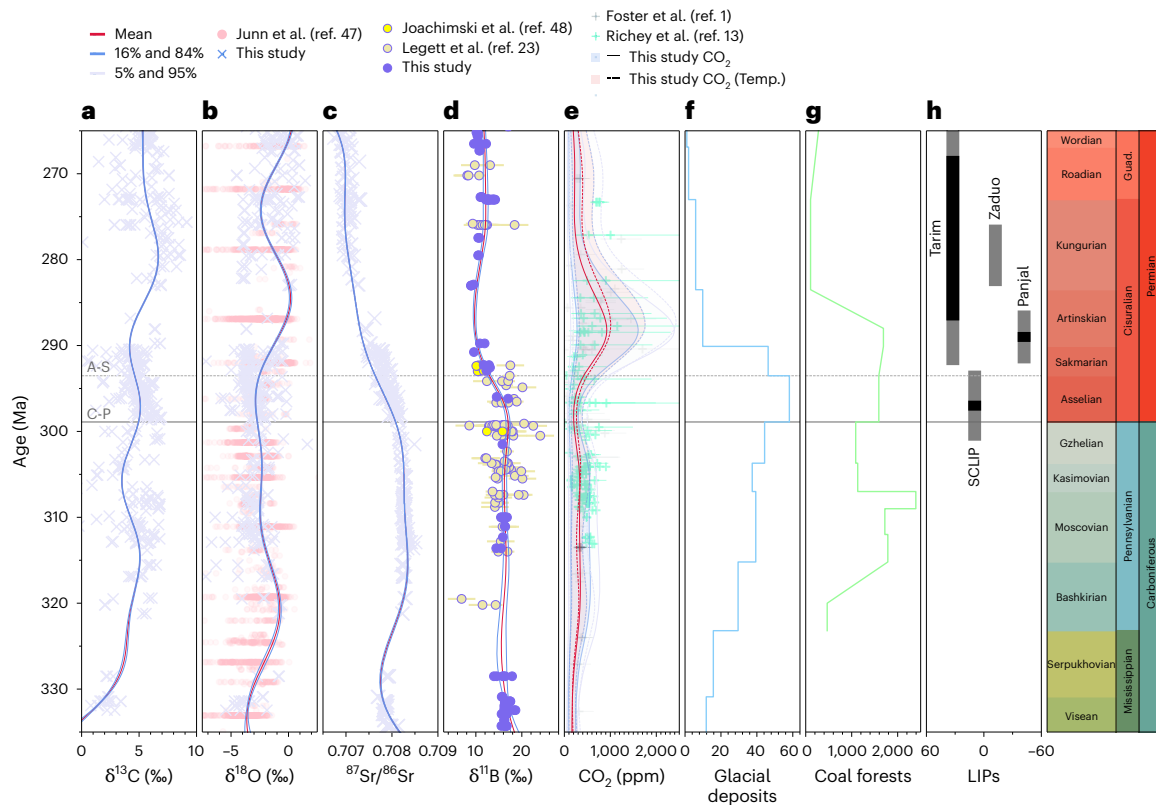 Mean
16% and 84%
5% and 95%
Junn et al. (ref. 47)
This study
Joachimski et al. (ref. 48)
Legett et al. (ref. 23)
This study
Foster et al. (ref. 1)
Richey et al. (ref. 13)
This study CO₂
This study CO₂ (Temp.)
a b c d e f g h
270
280
290
300
310
320
330
Age (Ma)
A-S
C-P
0 5 10
δ¹³C (‰)
–5 0
δ¹⁸O (‰)
0.707 0.708 0.709
⁸⁷Sr/⁸⁶Sr
10 20
δ¹¹B (‰)
0 1,000 2,000
CO₂ (ppm)
0 20 40 60
Glacial
deposits
0 1,000 2,000
Coal forests
60 0 –60
LIPs
Tarim
Zaduo
Panjal
SCLIP
Wordian
Roadian
Kungurian
Artinskian
Sakmarian
Asselian
Gzhelian
Kasimovian
Moscovian
Bashkirian
Serpukhovian
Visean
Guad.
Cisuralian
Pennsylvanian
Mississippian
Permian
Carboniferous